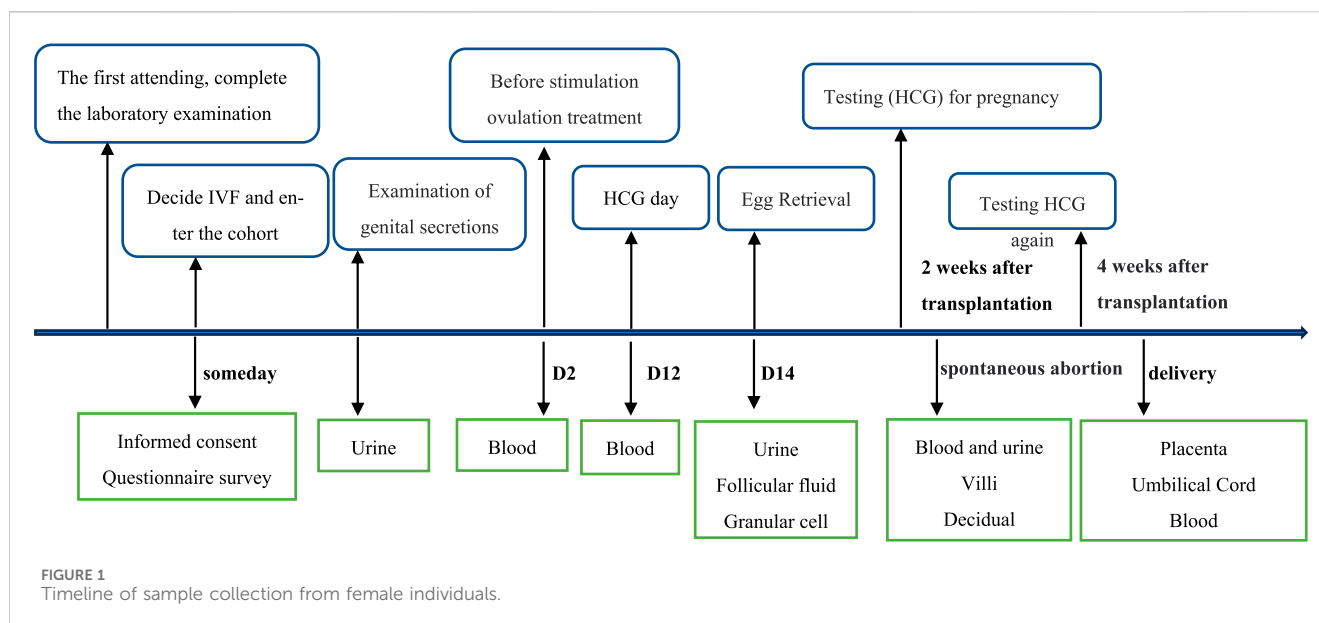 The first attending, complete
the laboratory examination
Before stimulation
ovulation treatment
Testing (HCG) for pregnancy
Decide IVF and en-
ter the cohort
Examination of
genital secretions
HCG day
Egg Retrieval
Testing HCG
again
2 weeks after
transplantation
4 weeks after
transplantation
someday
D2
D12
D14
spontaneous abortion
delivery
Informed consent
Questionnaire survey
Urine
Blood
Blood
Urine
Follicular fluid
Granular cell
Blood and urine
Villi
Decidual
Placenta
Umbilical Cord
Blood
FIGURE 1
Timeline of sample collection from female individuals.